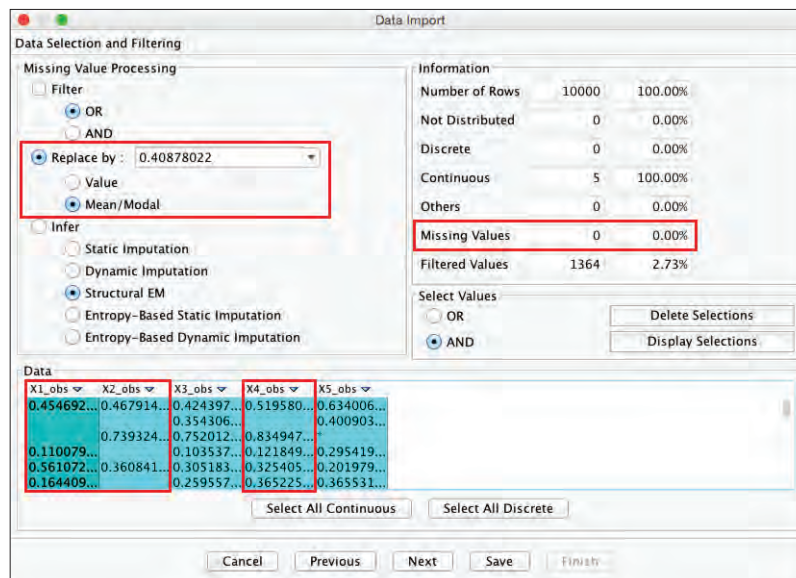 Data Import
Data Selection and Filtering
Missing Value Processing
Filter
OR
AND
Replace by : 0.40878022
Value
Mean/Modal
Infer
Static Imputation
Dynamic Imputation
Structural EM
Entropy-Based Static Imputation
Entropy-Based Dynamic Imputation
Information
Number of Rows 10000 100.00%
Not Distributed 0 0.00%
Discrete 0 0.00%
Continuous 5 100.00%
Others 0 0.00%
Missing Values 0 0.00%
Filtered Values 1364 2.73%
Select Values
OR
AND
Delete Selections
Display Selections
Data
X1_obs X2_obs X3_obs X4_obs X5_obs
0.454692... 0.467914... 0.424397... 0.519580... 0.634006...
0.354306... 0.400903...
0.739324... 0.752012... 0.834947... *
0.110079... 0.103537... 0.121849... 0.295419...
0.561072... 0.360841... 0.305183... 0.325405... 0.201979...
0.164409... 0.259557... 0.365225... 0.365531...
Select All Continuous Select All Discrete
Cancel Previous Next Save Finish